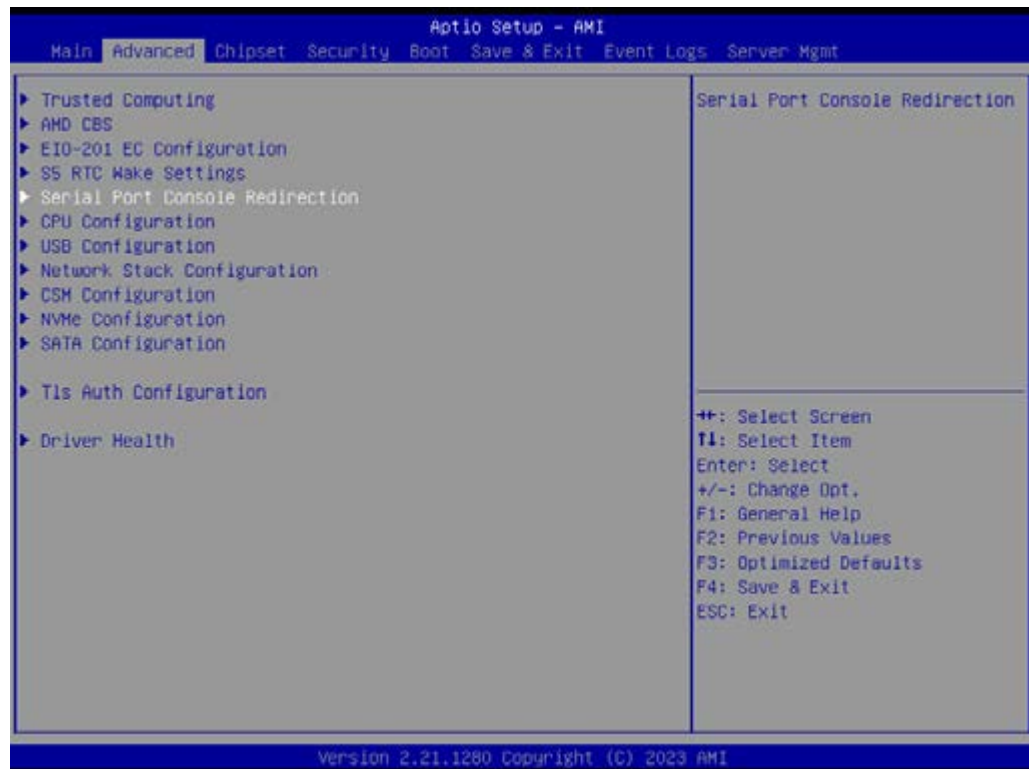 Aptio Setup – AMI
Main Advanced Chipset Security Boot Save & Exit Event Logs Server Mgmt
Trusted Computing
AMD CBS
EIO-201 EC Configuration
S5 RTC Wake Settings
Serial Port Console Redirection
CPU Configuration
USB Configuration
Network Stack Configuration
CSM Configuration
NVMe Configuration
SATA Configuration
Tls Auth Configuration
Driver Health
Serial Port Console Redirection
→←: Select Screen
↑↓: Select Item
Enter: Select
+/-: Change Opt.
F1: General Help
F2: Previous Values
F3: Optimized Defaults
F4: Save & Exit
ESC: Exit
Version 2.21.1280 Copyright (C) 2023 AMI